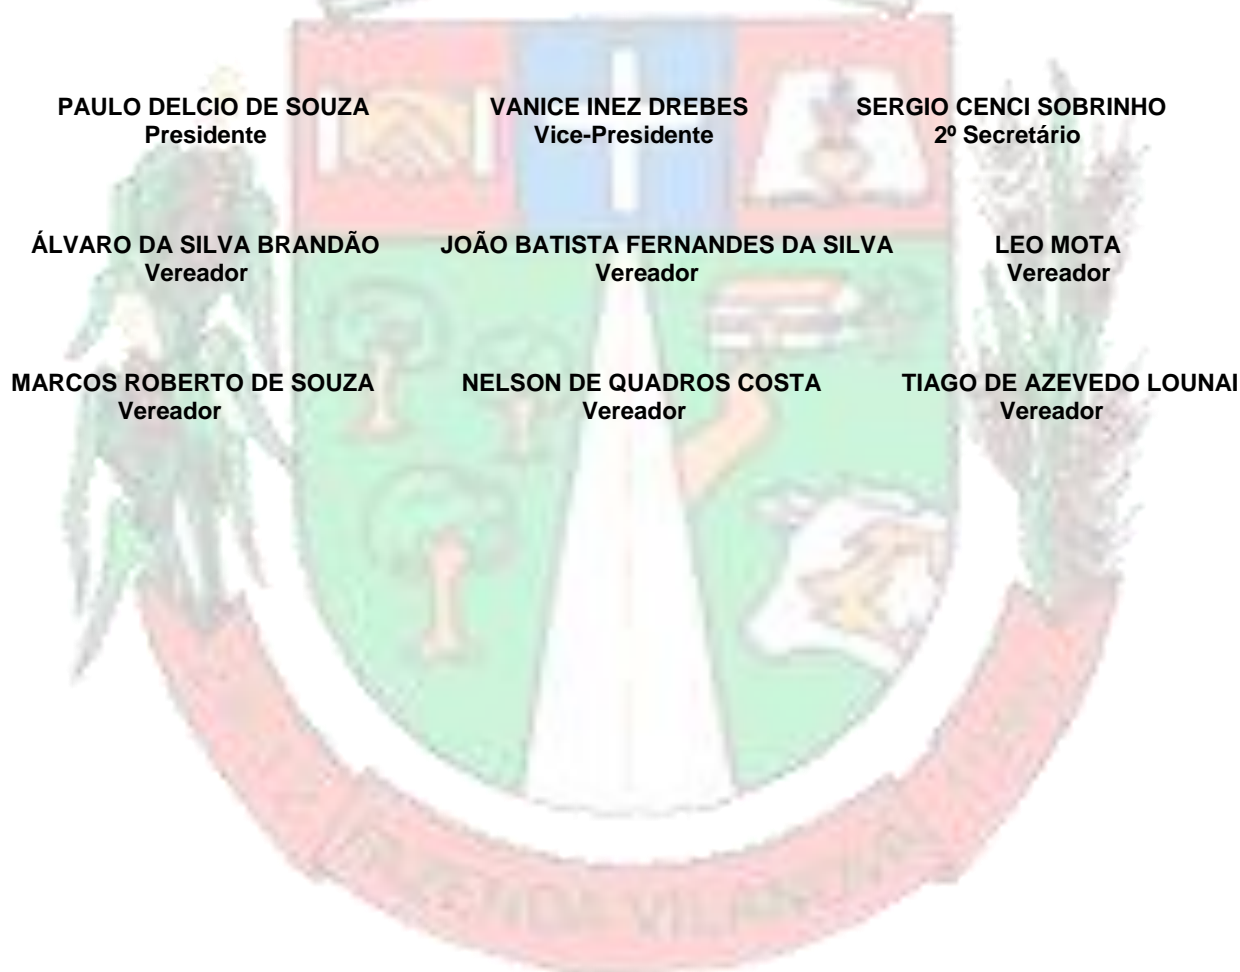 PAULO DELCIO DE SOUZA VANICE INEZ DREBES SERGIO CENCI SOBRINHO
Presidente Vice-Presidente 2º Secretário
ÁLVARO DA SILVA BRANDÃO JOÃO BATISTA FERNANDES DA SILVA LEO MOTA
Vereador Vereador Vereador
MARCOS ROBERTO DE SOUZA NELSON DE QUADROS COSTA TIAGO DE AZEVEDO LOUNAI
Vereador Vereador Vereador
FAZENDA VILANOVA